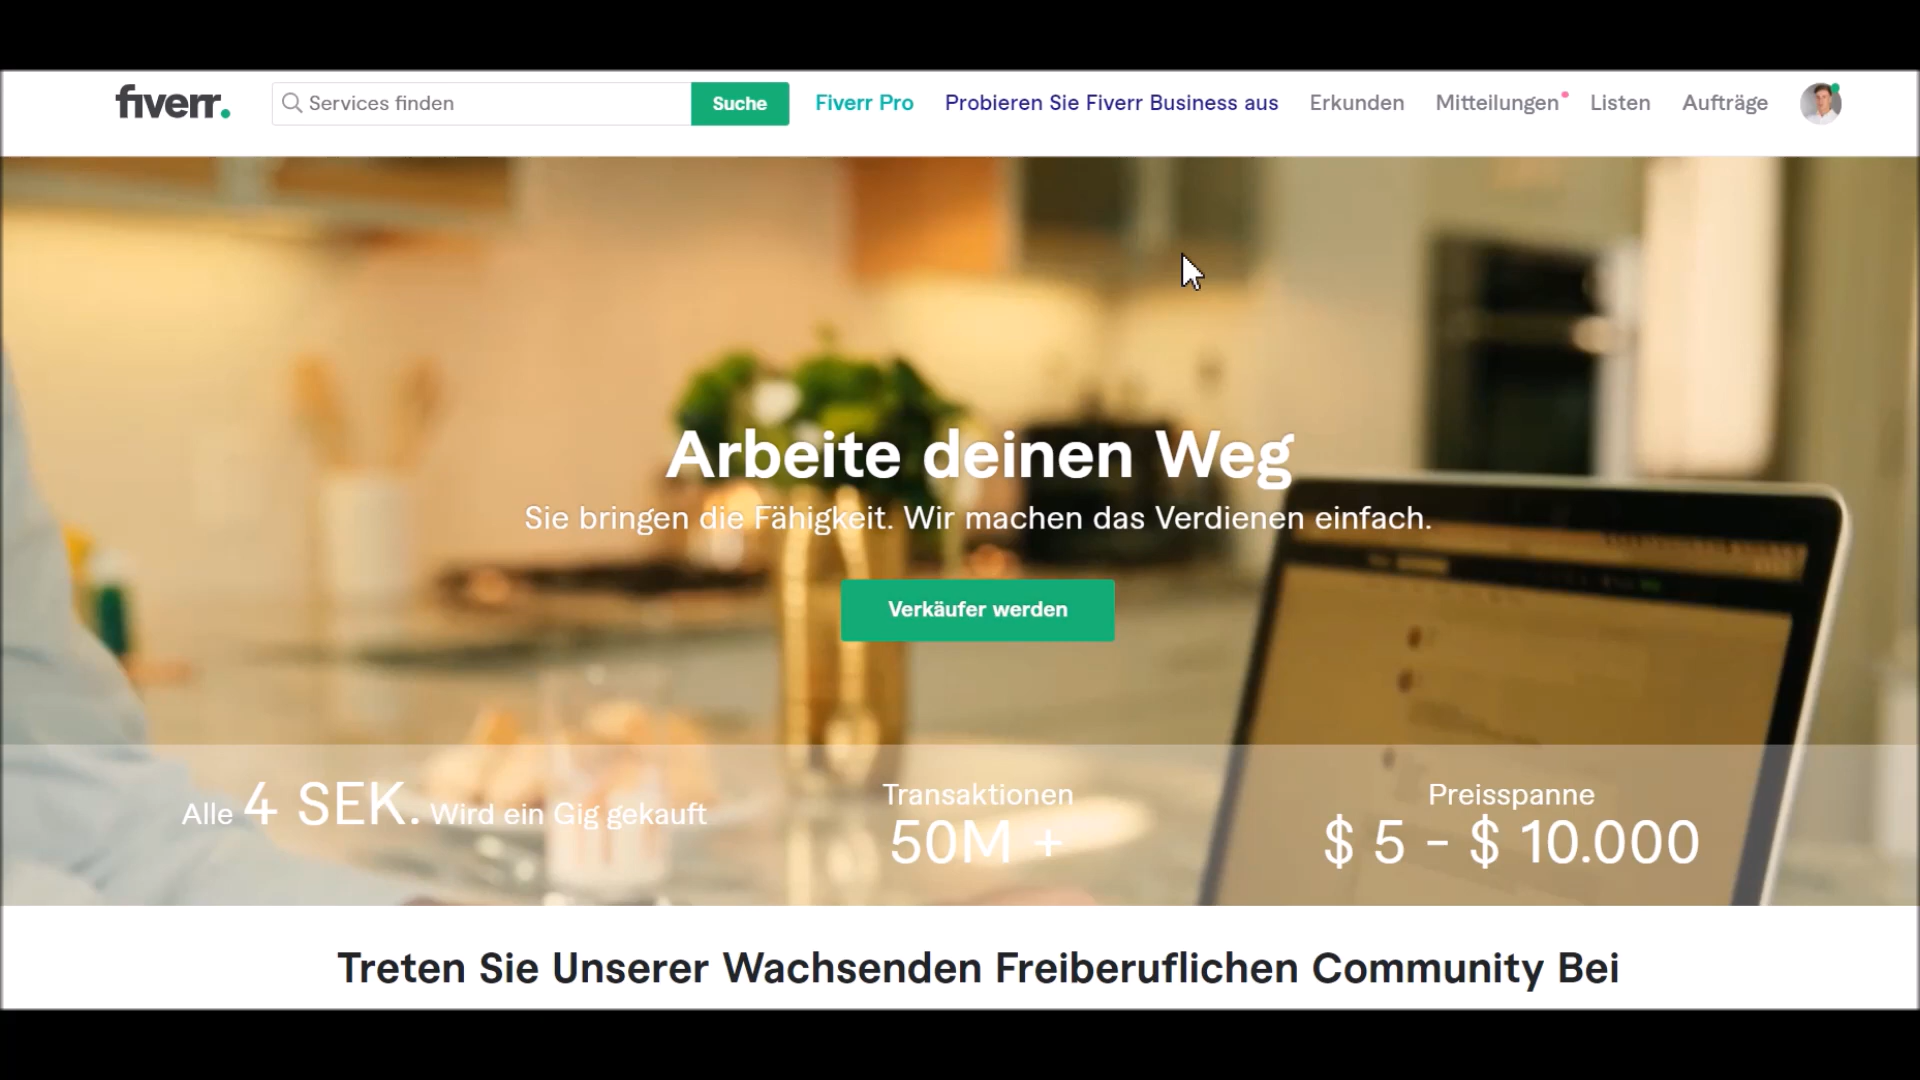 fiverr.
Services finden
Suche
Fiverr Pro
Probieren Sie Fiverr Business aus
Erkunden
Mitteilungen
Listen
Aufträge
Arbeite deinen Weg
Sie bringen die Fähigkeit. Wir machen das Verdienen einfach.
Verkäufer werden
Alle 4 SEK. Wird ein Gig gekauft
Transaktionen
50M +
Preisspanne
$ 5 - $ 10.000
Treten Sie Unserer Wachsenden Freiberuflichen Community Bei